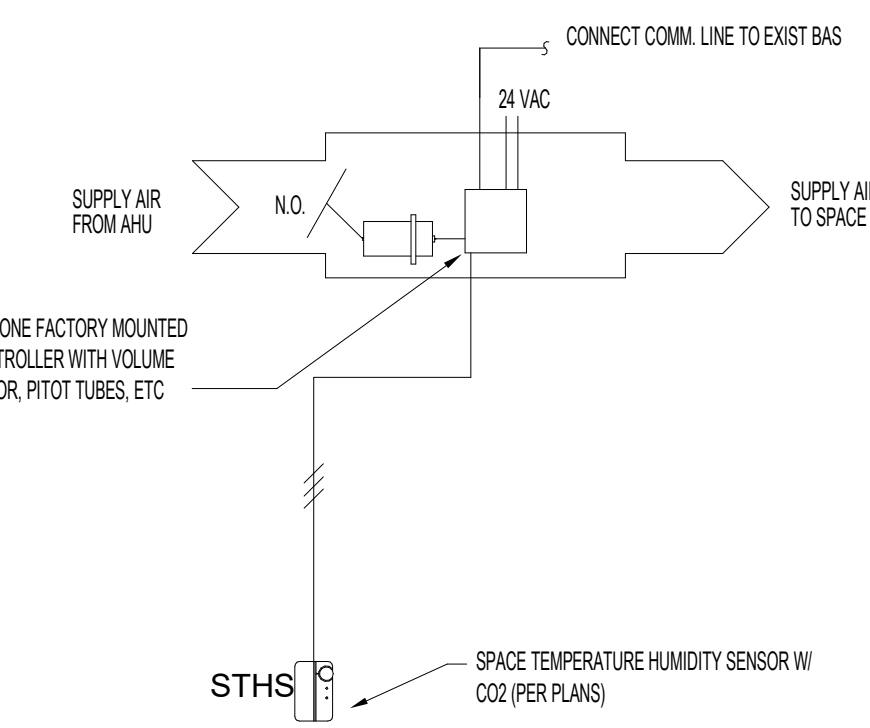 CONNECT COMM. LINE TO EXIST BAS
24 VAC
SUPPLY AIR
FROM AHU
N.O.
SUPPLY AI
TO SPACE
ONE FACTORY MOUNTED
TROLLER WITH VOLUME
OR, PITOT TUBES, ETC
STHS
SPACE TEMPERATURE HUMIDITY SENSOR W/
CO2 (PER PLANS)